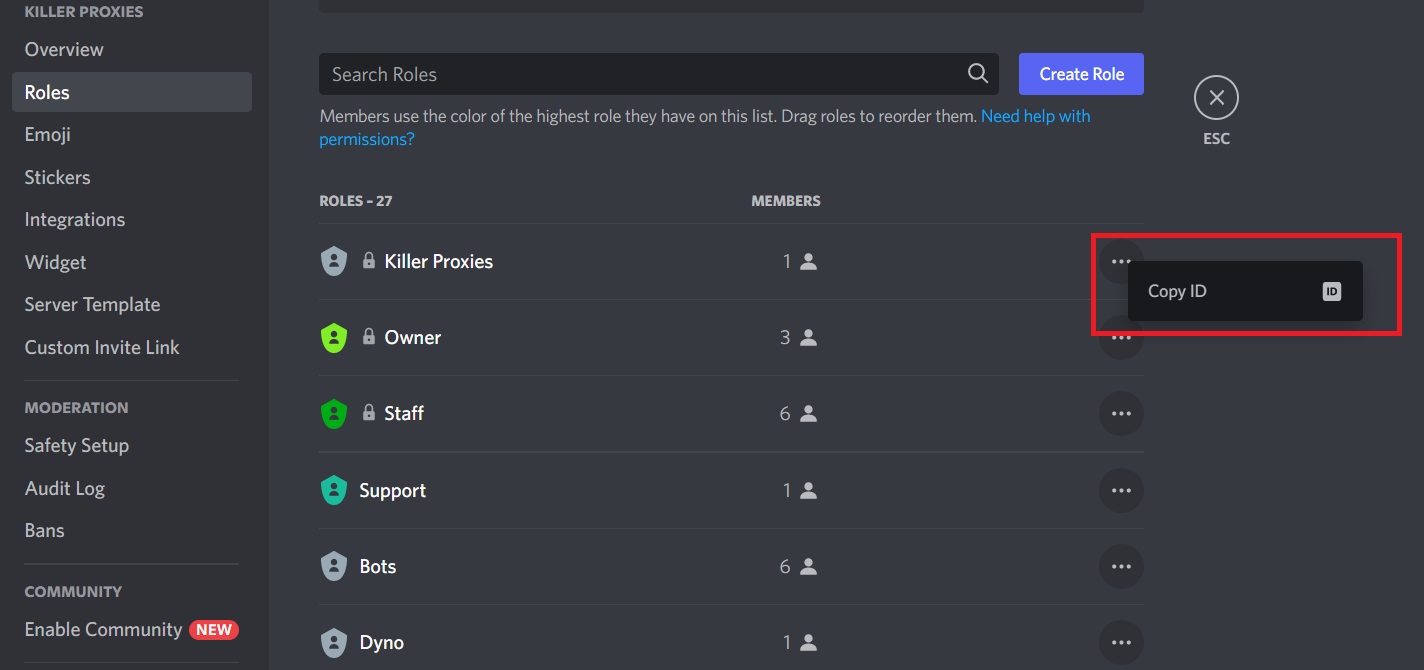 KILLER PROXIES
Overview
Roles
Emoji
Stickers
Integrations
Widget
Server Template
Custom Invite Link
MODERATION
Safety Setup
Audit Log
Bans
COMMUNITY
Enable Community NEW
Search Roles
Create Role
ESC
Members use the color of the highest role they have on this list. Drag roles to reorder them. Need help with
permissions?
ROLES – 27 MEMBERS
Killer Proxies 1
Copy ID ID
Owner 3
Staff 6
Support 1
Bots 6
Dyno 1